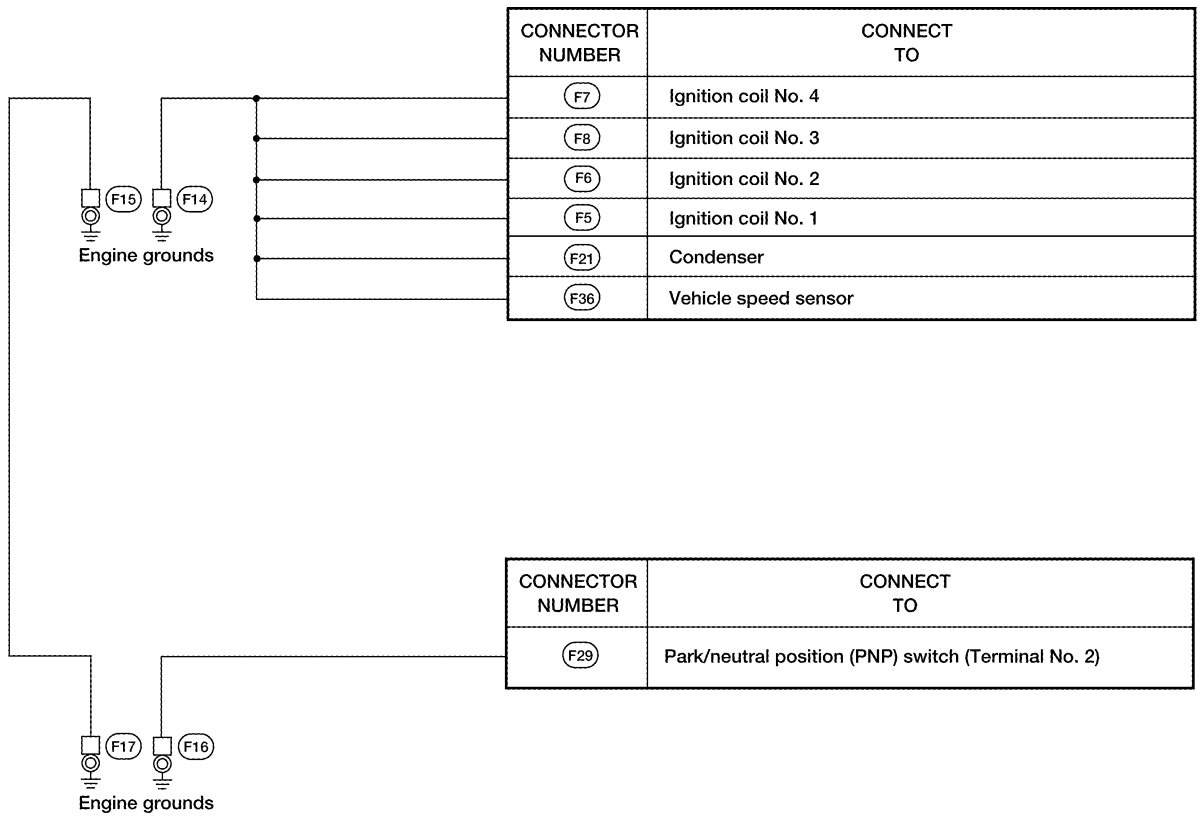 CONNECTOR NUMBER CONNECT TO
F7 Ignition coil No. 4
F8 Ignition coil No. 3
F6 Ignition coil No. 2
F15 F14
F5 Ignition coil No. 1
Engine grounds
F21 Condenser
F36 Vehicle speed sensor
CONNECTOR NUMBER CONNECT TO
F29 Park/neutral position (PNP) switch (Terminal No. 2)
F17 F16
Engine grounds